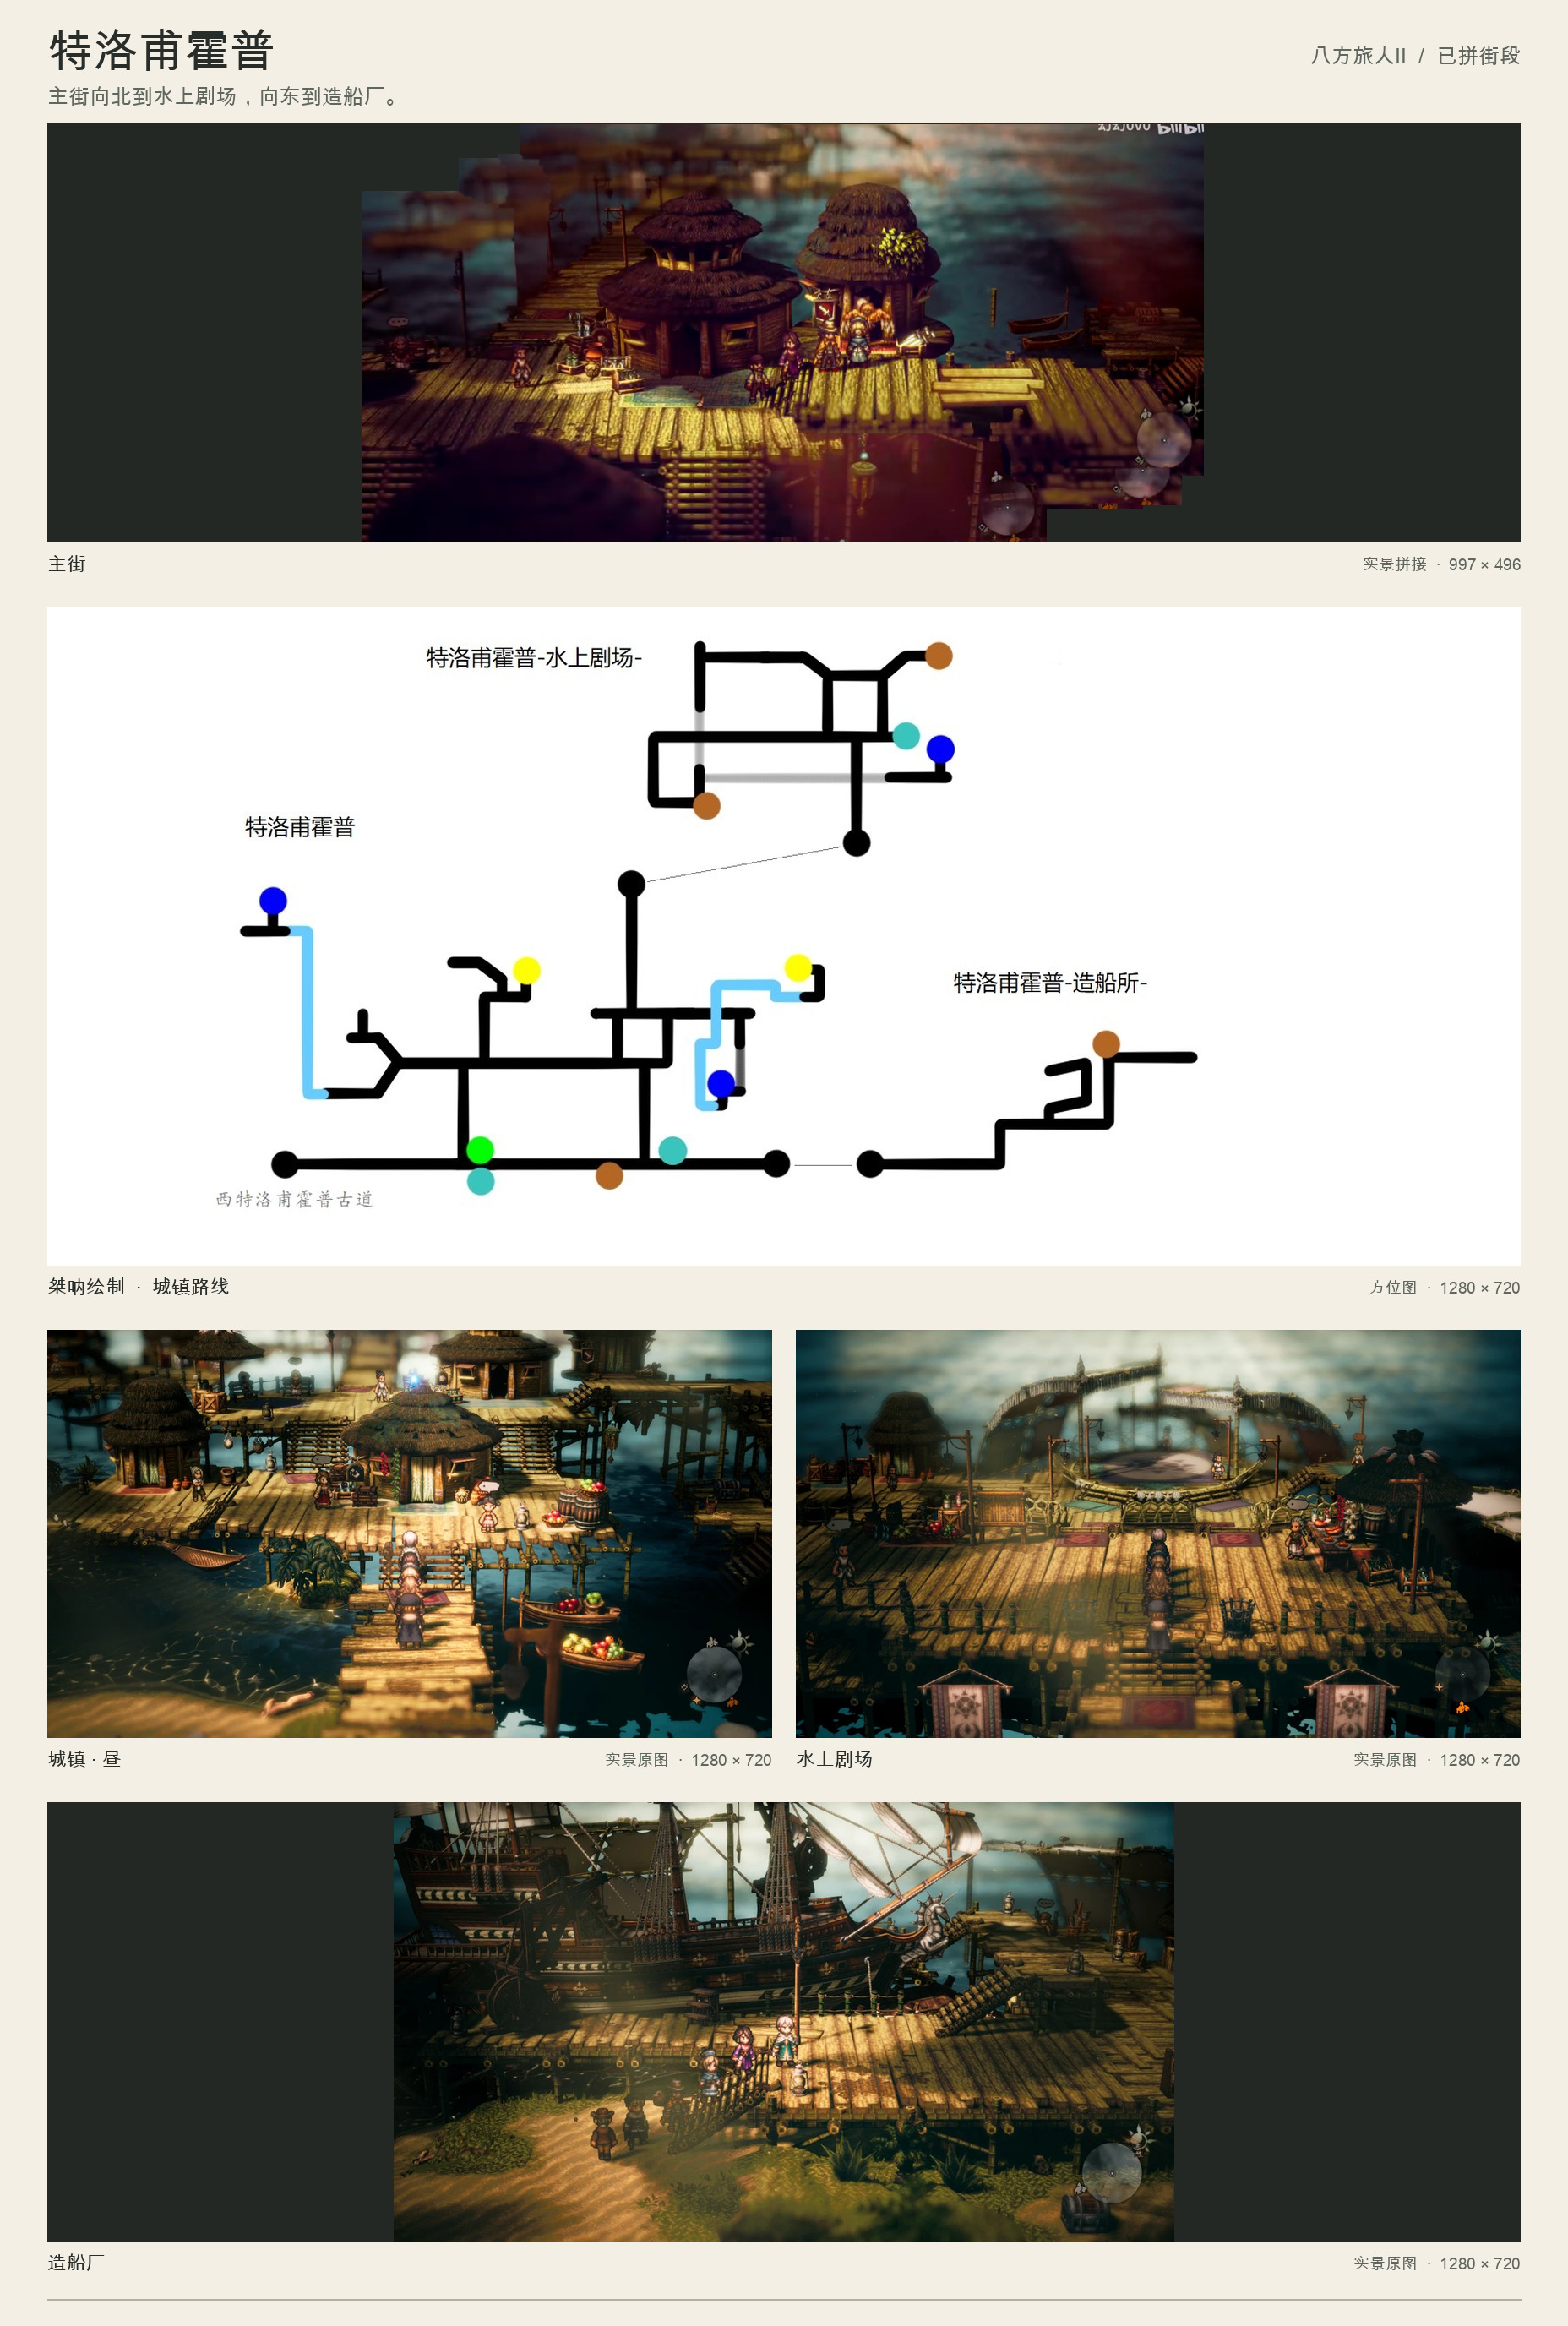 特洛甫霍普
八方旅人II / 已拼街段
主街向北到水上剧场，向东到造船厂。
主街
实景拼接 · 997 × 496
特洛甫霍普-水上剧场-
特洛甫霍普
特洛甫霍普-造船所-
西特洛甫霍普古道
桀呐绘制 · 城镇路线
方位图 · 1280 × 720
城镇 · 昼
实景原图 · 1280 × 720
水上剧场
实景原图 · 1280 × 720
造船厂
实景原图 · 1280 × 720